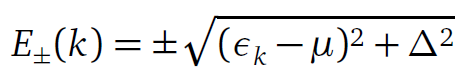 E±(k) = ±√((ϵₖ − μ)² + Δ²)